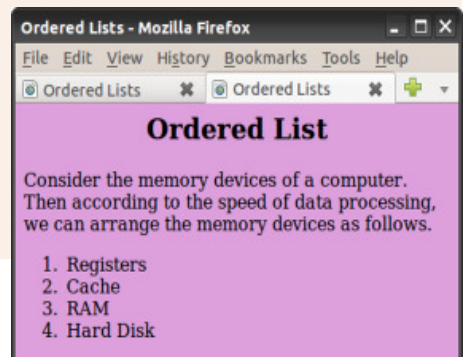 Ordered Lists - Mozilla Firefox
File Edit View History Bookmarks Tools Help
Ordered Lists Ordered Lists
Ordered List
Consider the memory devices of a computer.
Then according to the speed of data processing,
we can arrange the memory devices as follows.
1. Registers
2. Cache
3. RAM
4. Hard Disk